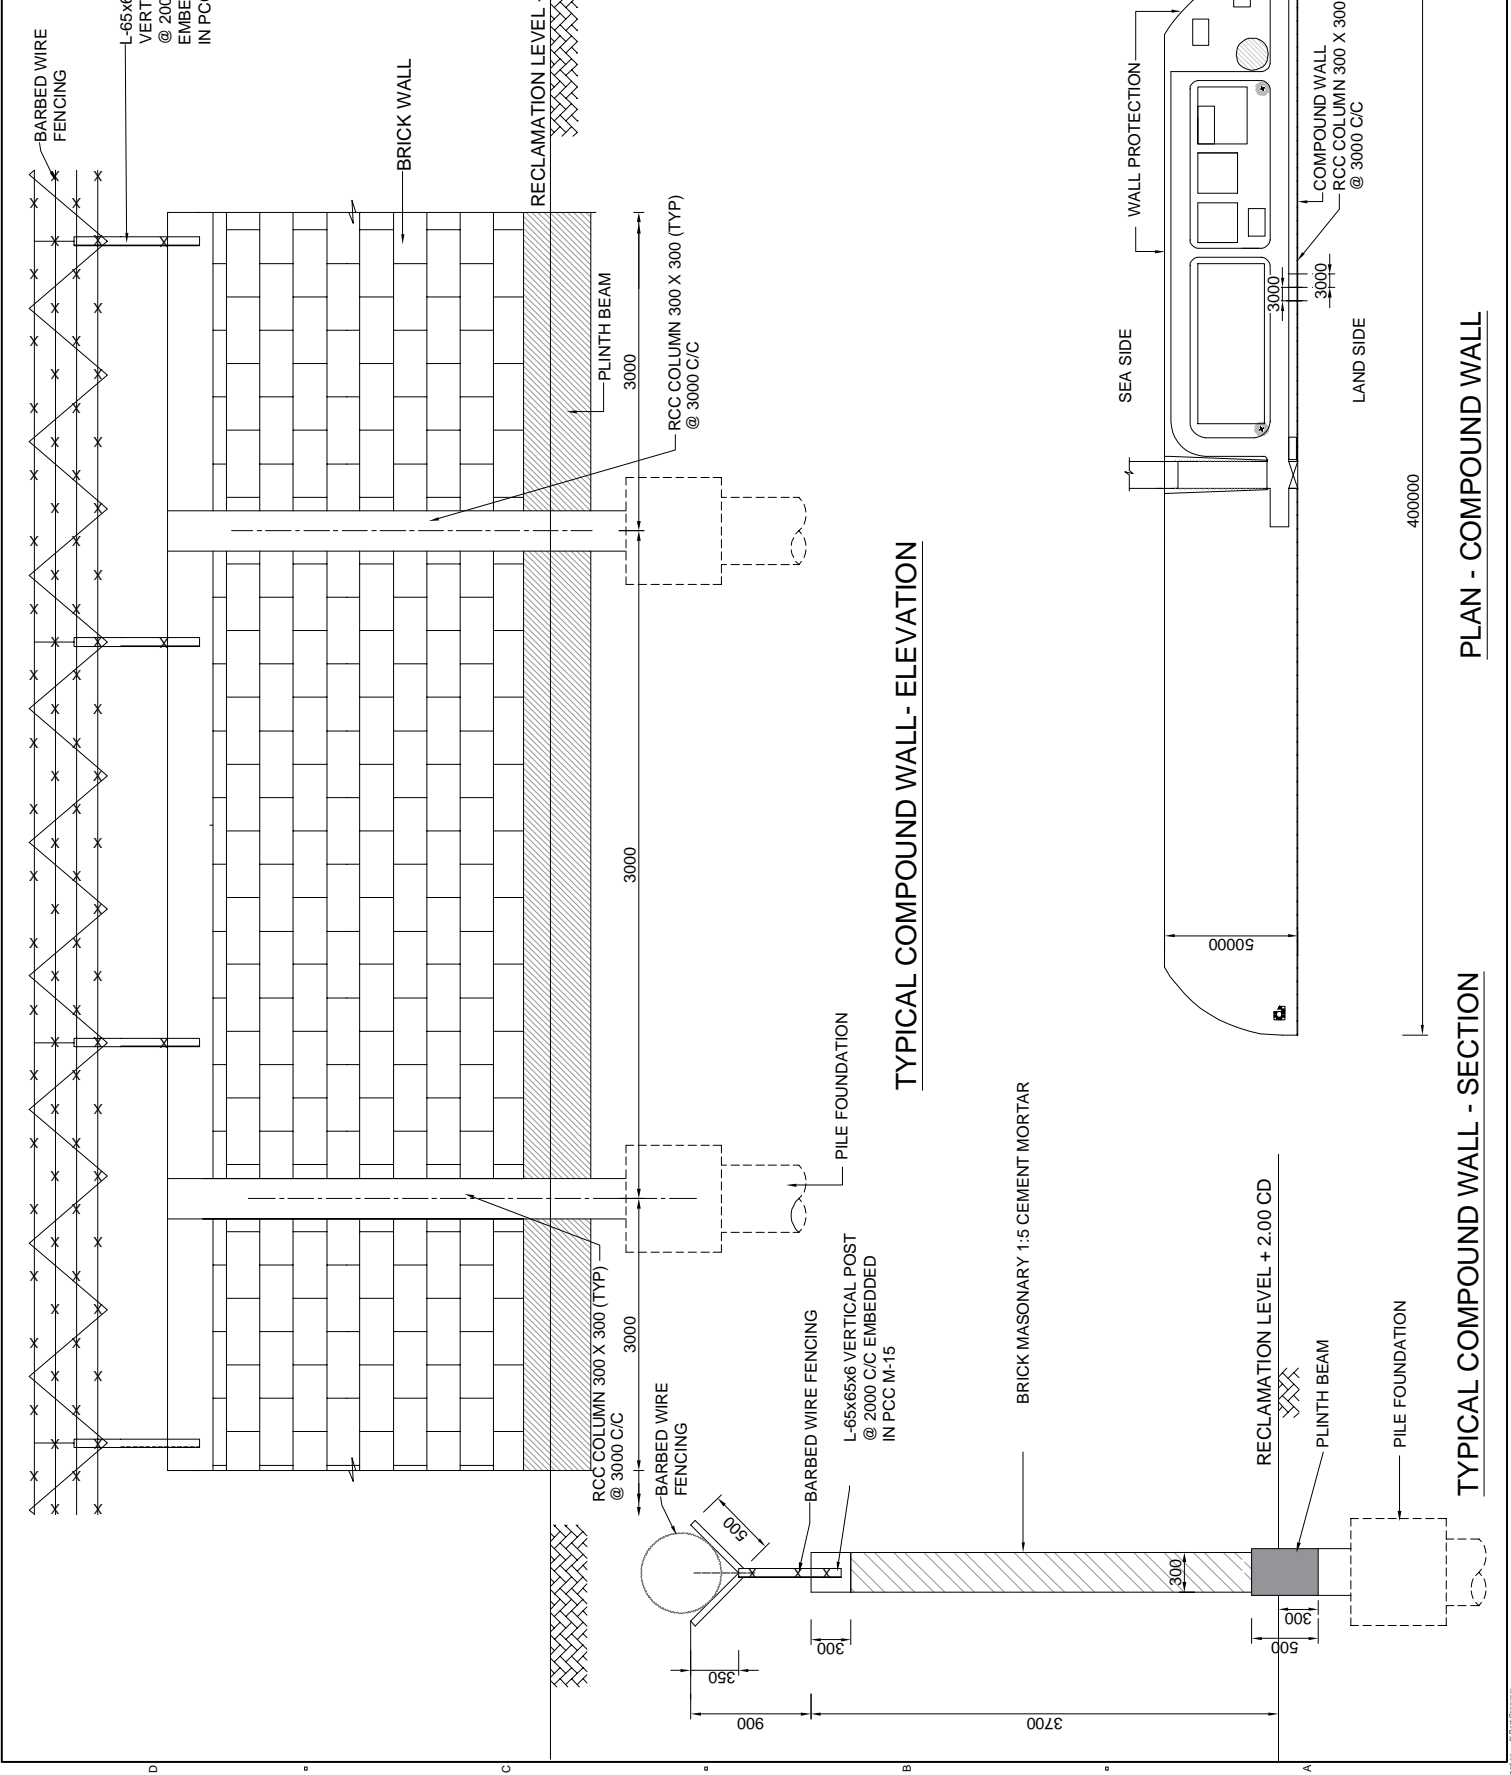 BARBED WIRE
FENCING
VERT
@ 200
EMBE
IN PCC
BRICK WALL
RECLAMATION LEVEL
PLINTH BEAM
3000
RCC COLUMN 300 X 300 (TYP)
@ 3000 C/C
3000
3000
RCC COLUMN 300 X 300 (TYP)
@ 3000 C/C
PILE FOUNDATION
TYPICAL COMPOUND WALL- ELEVATION
BARBED WIRE
FENCING
500
BARBED WIRE FENCING
L-65x65x6 VERTICAL POST
@ 2000 C/C EMBEDDED
IN PCC M-15
BRICK MASONARY 1:5 CEMENT MORTAR
RECLAMATION LEVEL + 2.00 CD
PLINTH BEAM
PILE FOUNDATION
350
300
300
300
500
900
3700
TYPICAL COMPOUND WALL - SECTION
WALL PROTECTION
SEA SIDE
LAND SIDE
COMPOUND WALL
RCC COLUMN 300 X 300
@ 3000 C/C
3000
3000
50000
400000
PLAN - COMPOUND WALL
D
C
B
A